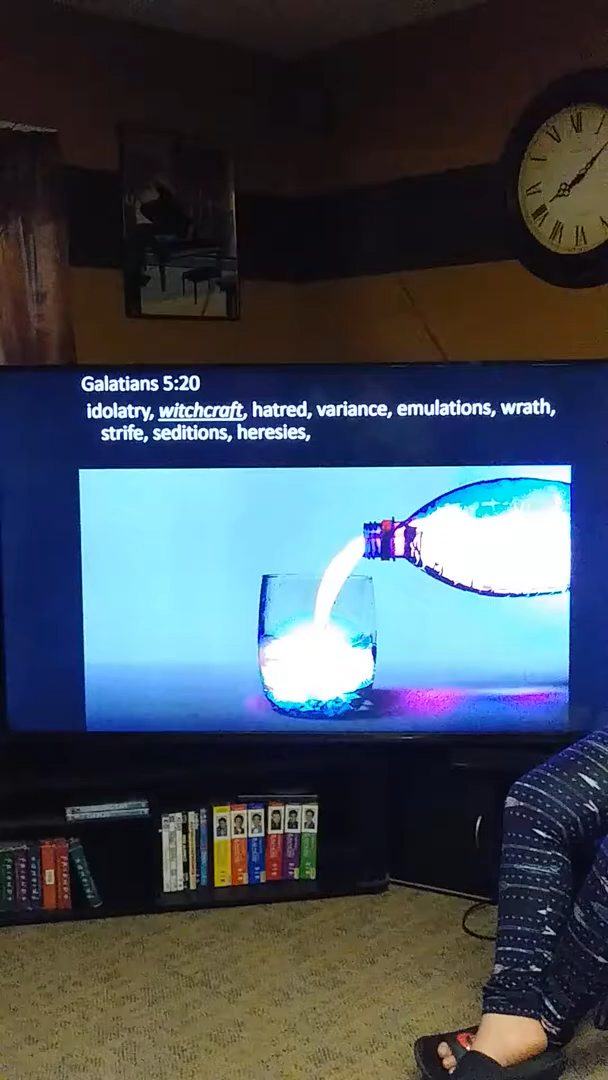 Galatians 5:20
idolatry, witchcraft, hatred, variance, emulations, wrath,
strife, seditions, heresies,